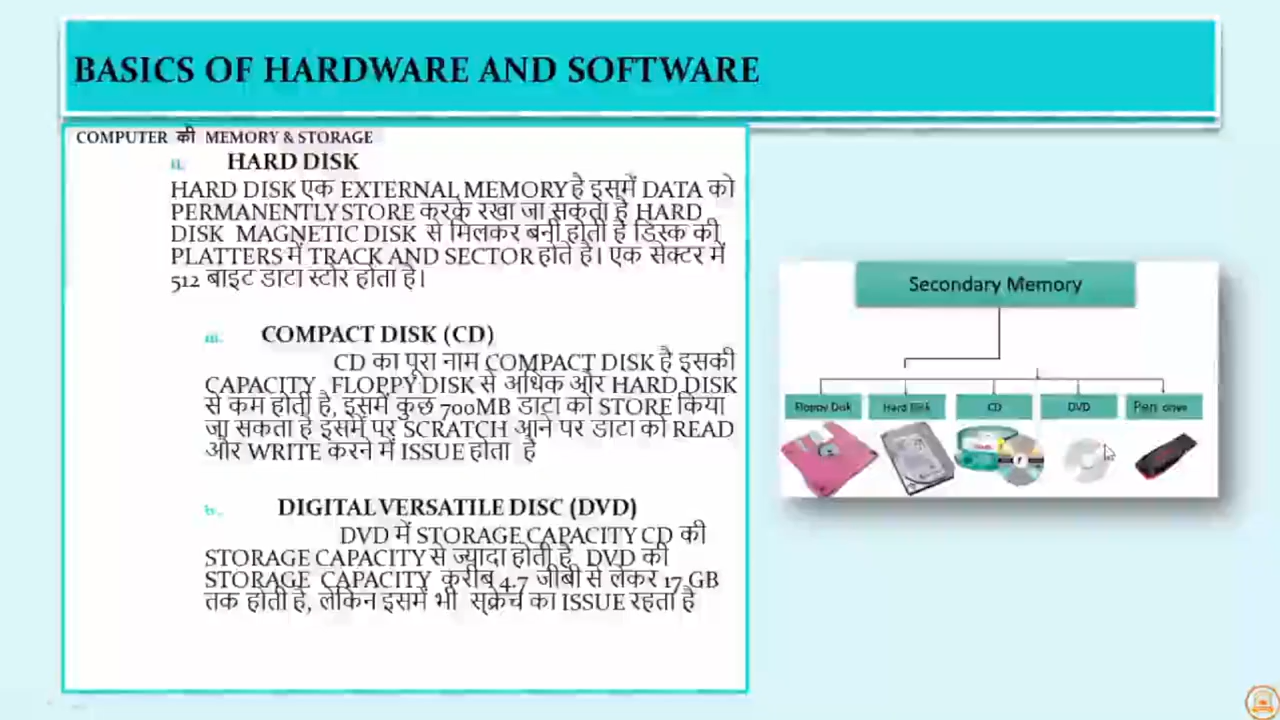 BASICS OF HARDWARE AND SOFTWARE
COMPUTER की MEMORY & STORAGE
ii. HARD DISK
HARD DISK एक EXTERNAL MEMORY है इसमें DATA को
PERMANENTLY STORE करके रखा जा सकता है HARD
DISK MAGNETIC DISK से मिलकर बनी होती है डिस्क की
PLATTERS में TRACK AND SECTOR होते है। एक सेक्टर में
512 बाइट डाटा स्टोर होता है।
iii. COMPACT DISK (CD)
CD का पूरा नाम COMPACT DISK है इसकी
CAPACITY FLOPPY DISK से अधिक और HARD DISK
से कम होती है, इसमें कुछ 700MB डाटा को STORE किया
जा सकता है इसमें पर SCRATCH आने पर डाटा को READ
और WRITE करने में ISSUE होता है
DIGITAL VERSATILE DISC (DVD)
DVD में STORAGE CAPACITY CD की
STORAGE CAPACITY से ज्यादा होती है, DVD की
STORAGE CAPACITY करीब 4.7 जीबी से लेकर 17 GB
तक होती है, लेकिन इसमें भी स्क्रैच का ISSUE रहता है
Secondary Memory
Floppy Disk Hard Disk CD DVD Pen drive